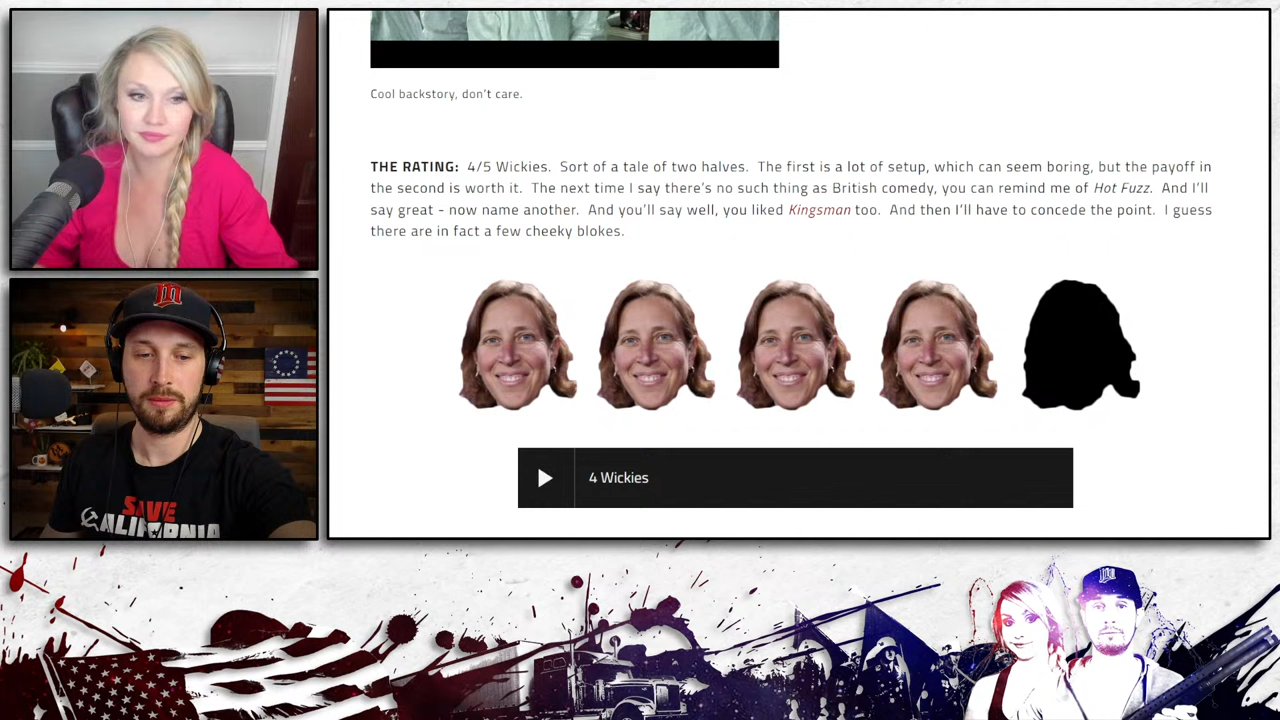 Cool backstory, don't care.
THE RATING: 4/5 Wickies. Sort of a tale of two halves. The first is a lot of setup, which can seem boring, but the payoff in
the second is worth it. The next time I say there's no such thing as British comedy, you can remind me of Hot Fuzz. And I'll
say great - now name another. And you'll say well, you liked Kingsman too. And then I'll have to concede the point. I guess
there are in fact a few cheeky blokes.
4 Wickies
M
SAVE
CALIFORNIA